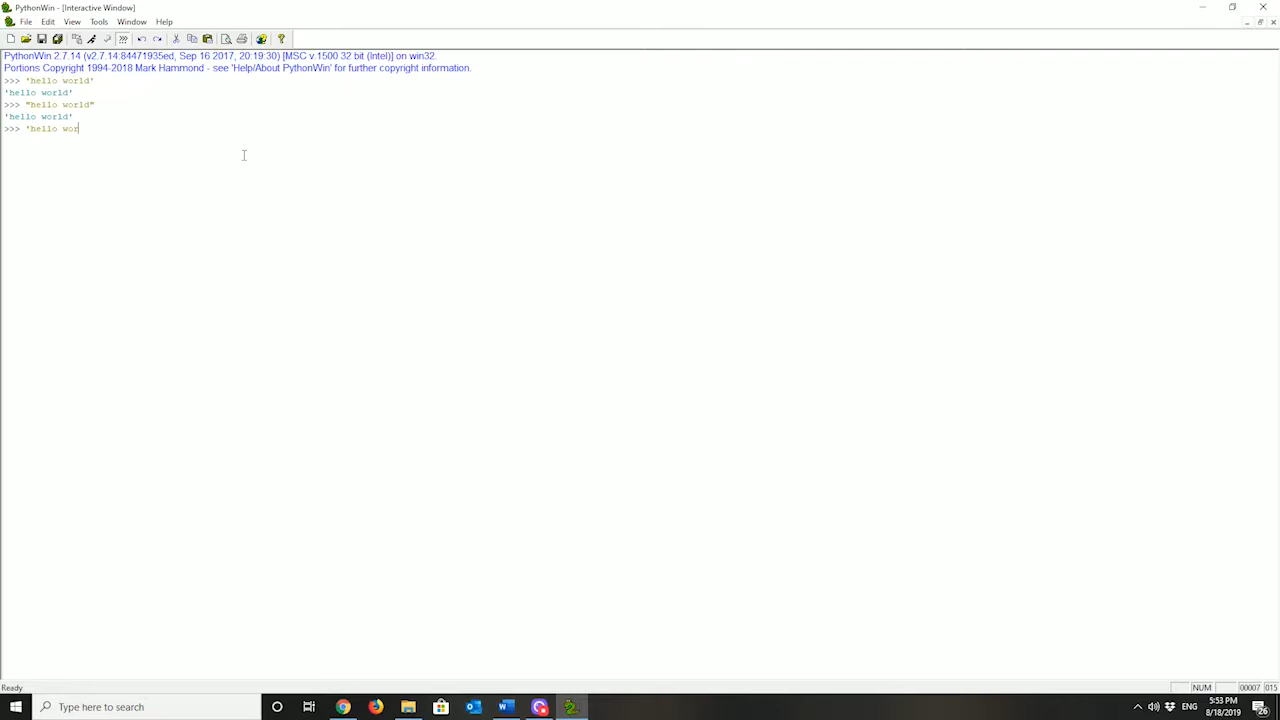 PythonWin - [Interactive Window]
File Edit View Tools Window Help
PythonWin 2.7.14 (v2.7.14:84471935ed, Sep 16 2017, 20:19:30) [MSC v.1500 32 bit (Intel)] on win32.
Portions Copyright 1994-2018 Mark Hammond - see 'Help/About PythonWin' for further copyright information.
>>> 'hello world'
'hello world'
>>> "hello world"
'hello world'
>>> 'hello wor
Ready NUM 00007 015
Type here to search ENG 5:53 PM
8/18/2019